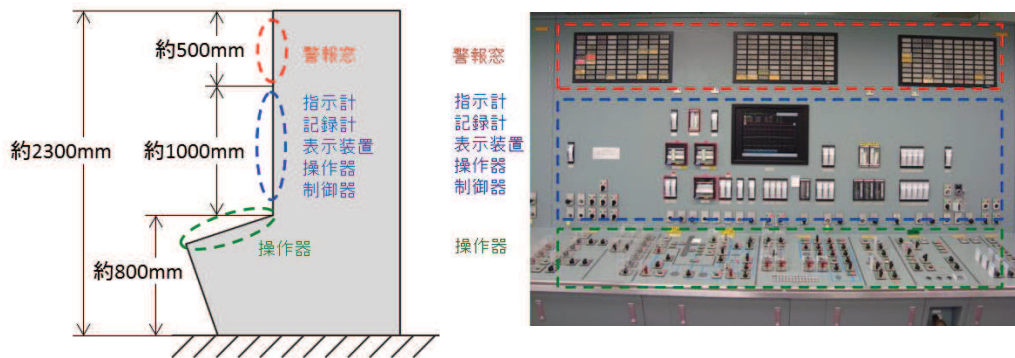 約500mm
警報窓
指示計
記録計
表示装置
操作器
制御器
約2300mm
約1000mm
操作器
約800mm
警報窓
指示計
記録計
表示装置
操作器
制御器
操作器